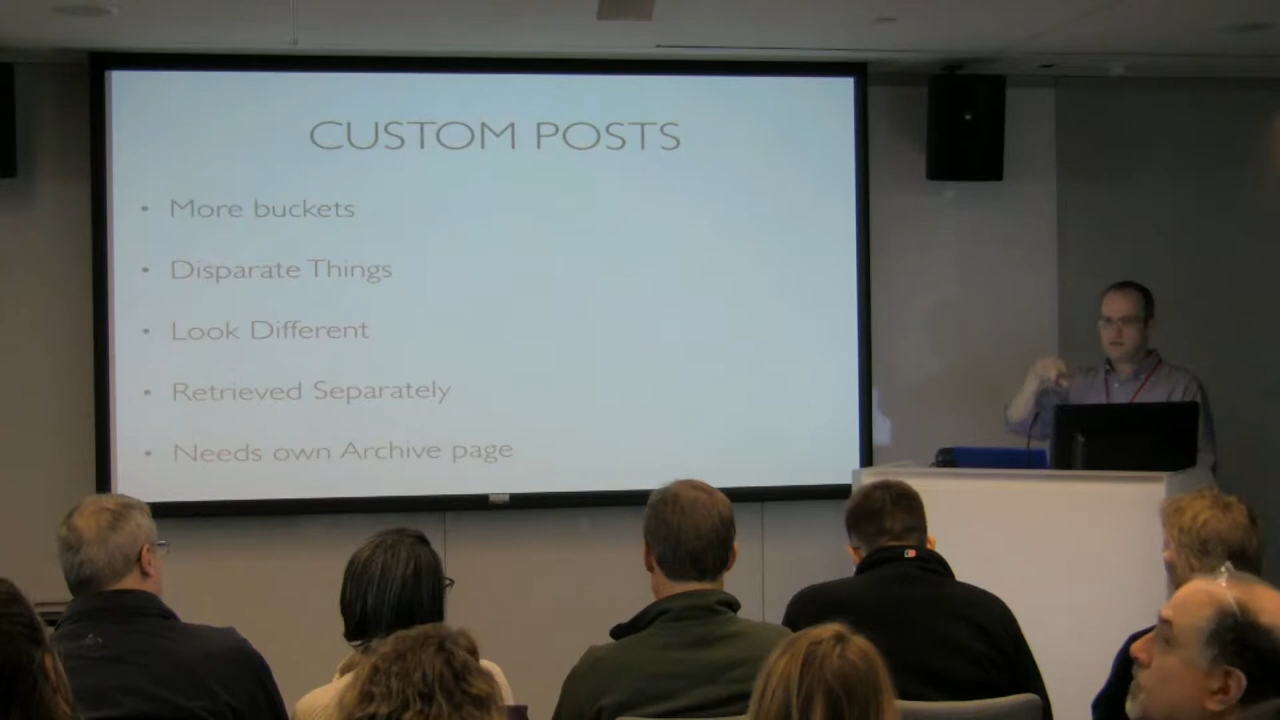 CUSTOM POSTS
• More buckets
• Disparate Things
• Look Different
• Retrieved Separately
• Needs own Archive page